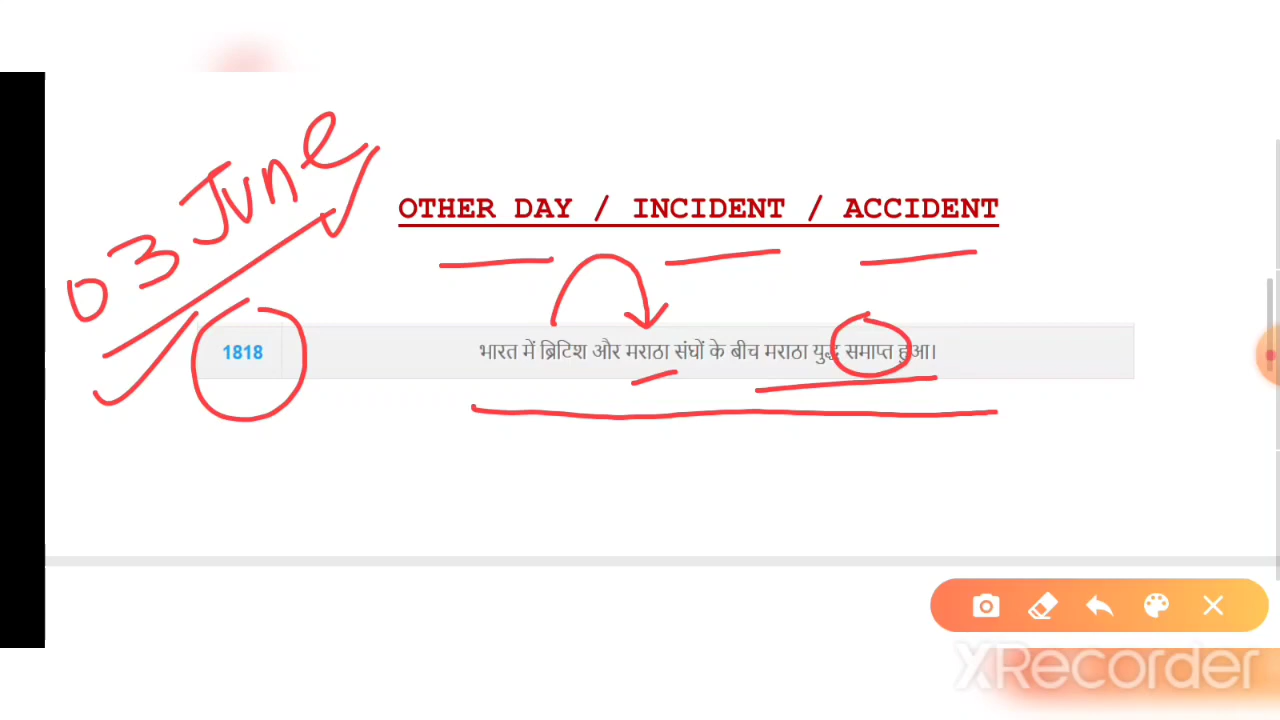 03 June
OTHER DAY / INCIDENT / ACCIDENT
1818 भारत में ब्रिटिश और मराठा संघों के बीच मराठा युद्ध समाप्त हुआ।
XRecorder